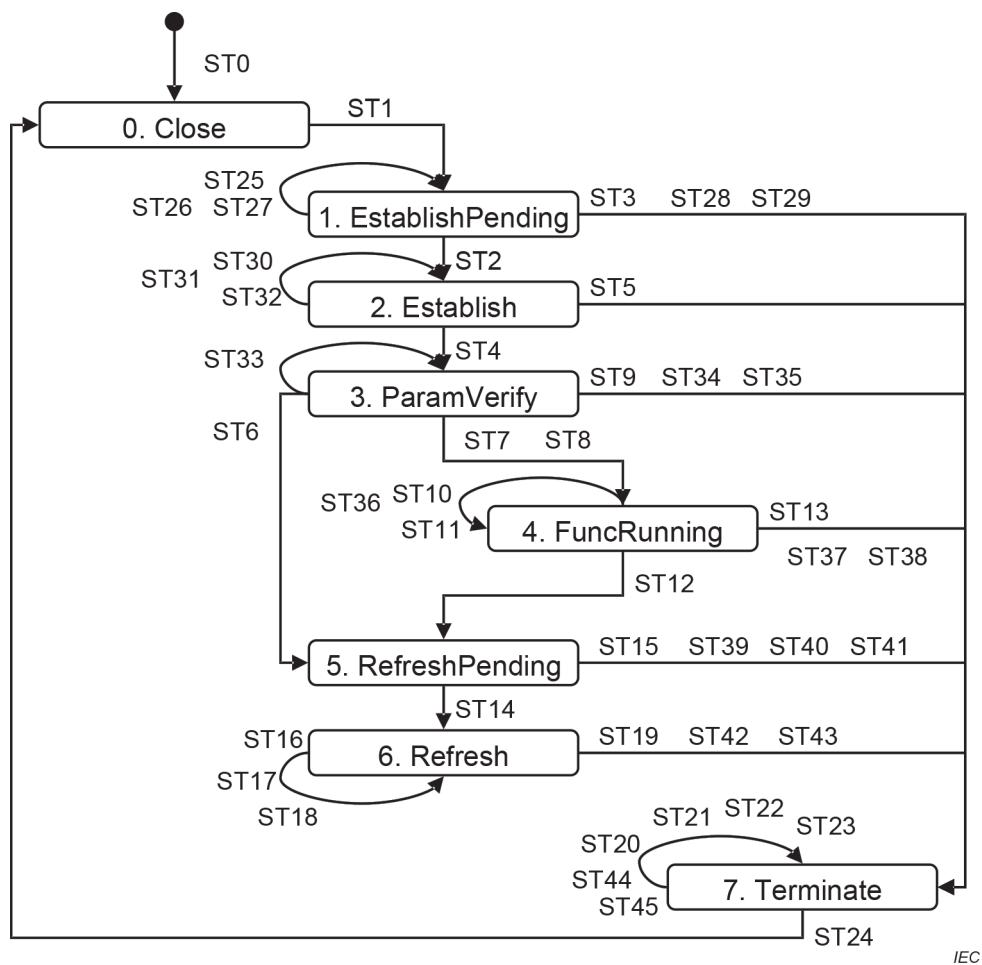 ST0
0. Close
ST1
ST25
ST26 ST27
1. EstablishPending
ST3 ST28 ST29
ST2
ST30
ST31
ST32
2. Establish
ST5
ST4
ST33
3. ParamVerify
ST9 ST34 ST35
ST6
ST7 ST8
ST36 ST10
ST11
4. FuncRunning
ST13
ST37 ST38
ST12
5. RefreshPending
ST15 ST39 ST40 ST41
ST14
ST16
6. Refresh
ST19 ST42 ST43
ST17
ST18
ST20 ST21 ST22 ST23
ST44
ST45
7. Terminate
ST24
IEC